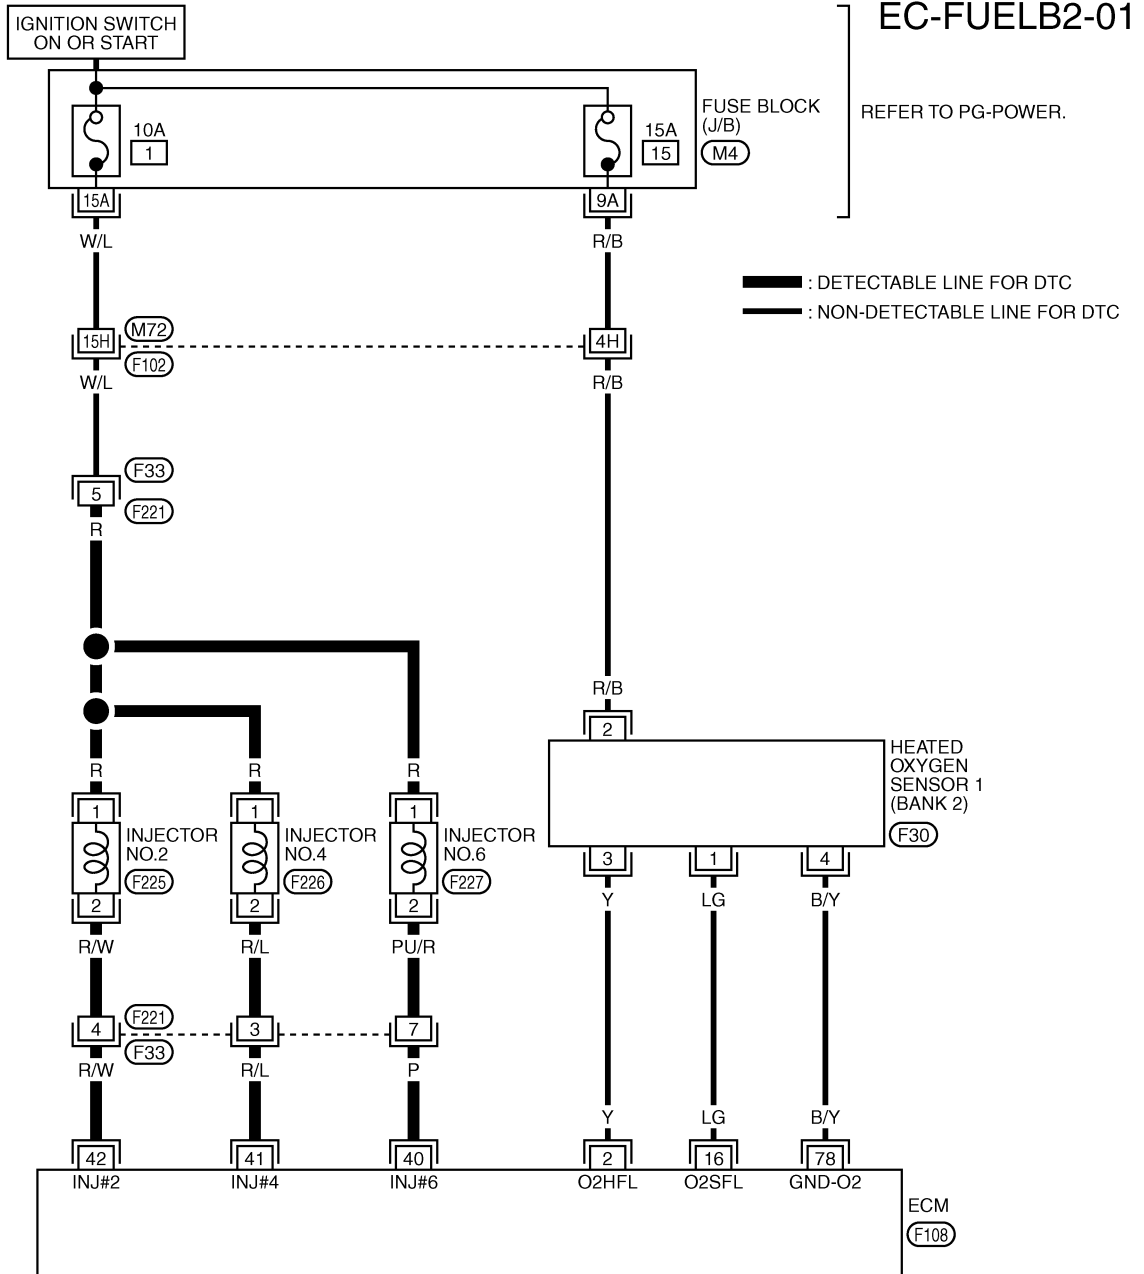 EC-FUELB2-01
IGNITION SWITCH
ON OR START
10A
1
15A
15
FUSE BLOCK
(J/B)
M4
REFER TO PG-POWER.
15A
9A
W/L
R/B
: DETECTABLE LINE FOR DTC
: NON-DETECTABLE LINE FOR DTC
M72
15H
4H
F102
W/L
R/B
F33
5
F221
R
R/B
2
HEATED
OXYGEN
SENSOR 1
(BANK 2)
F30
R
R
R
1
1
1
INJECTOR
NO.2
F225
INJECTOR
NO.4
F226
INJECTOR
NO.6
F227
2
2
2
3
1
4
Y
LG
B/Y
R/W
R/L
PU/R
F221
4
3
7
F33
R/W
R/L
P
Y
LG
B/Y
42
41
40
2
16
78
INJ#2
INJ#4
INJ#6
O2HFL
O2SFL
GND-O2
ECM
F108